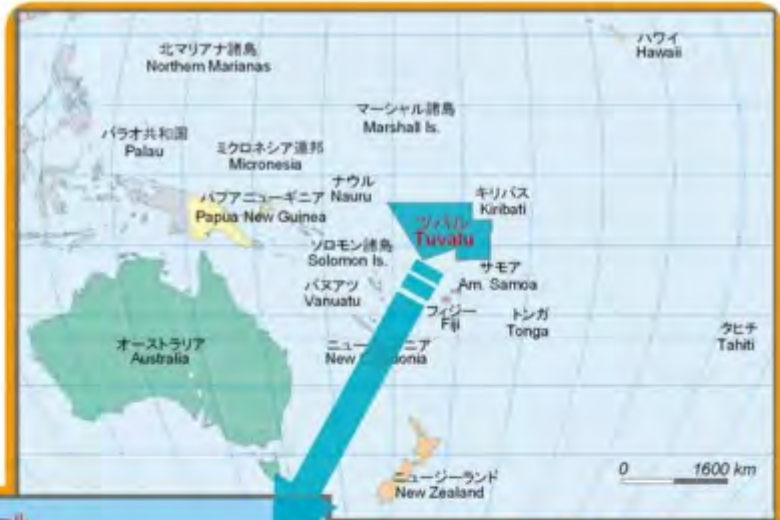 ハワイ
Hawaii
北マリアナ諸島
Northern Marianas
マーシャル諸島
Marshall Is.
パラオ共和国
Palau
ミクロネシア連邦
Micronesia
ナウル
Nauru
キリバス
Kiribati
パプアニューギニア
Papua New Guinea
ツバル
Tuvalu
ソロモン諸島
Solomon Is.
サモア
Am. Samoa
バヌアツ
Vanuatu
フィジー
Fiji
トンガ
Tonga
タヒチ
Tahiti
オーストラリア
Australia
ニュー
ニア
New
onia
ニュージーランド
New Zealand
0 1600 km